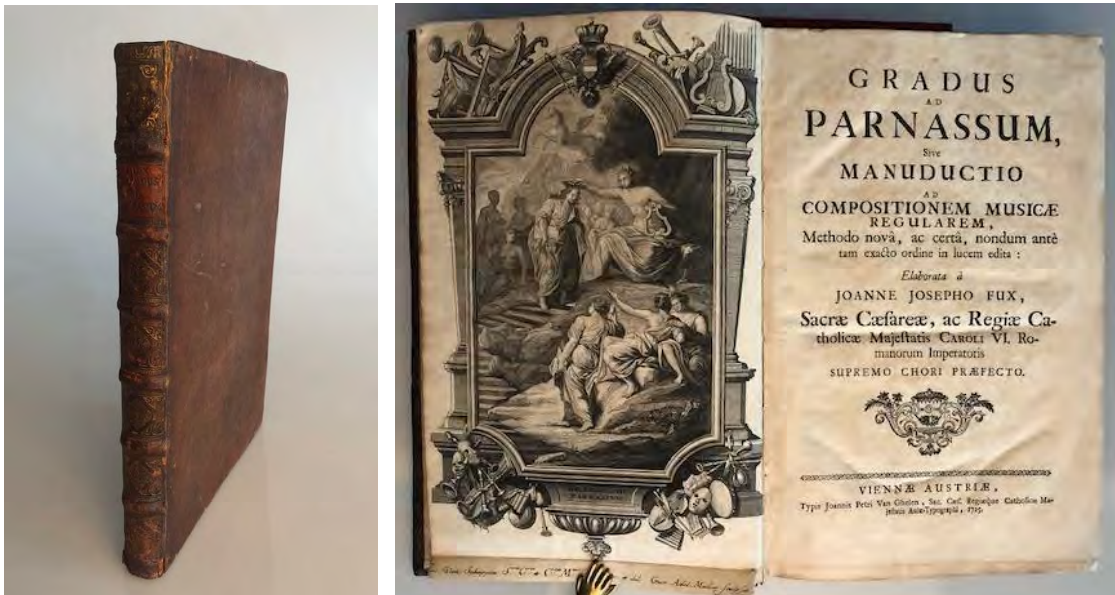 GRADUS
AD
PARNASSUM,
Sive
MANUDUCTIO
AD
COMPOSITIONEM MUSICÆ
REGULAREM,
Methodo novâ, ac certâ, nondum antè
tam exacto ordine in lucem edita :
Elaborata à
JOANNE JOSEPHO FUX,
Sacræ Cæsareæ, ac Regiæ Ca-
tholicæ Majestatis CAROLI VI. Ro-
manorum Imperatoris
SUPREMO CHORI PRÆFECTO.
VIENNÆ AUSTRIÆ,
Typis Joannis Petri Van Ghelen, Sac. Cæs. Regiæque Catholicæ Ma-
jestatis Aulæ-Typographi, 1725.
PARNASSUM